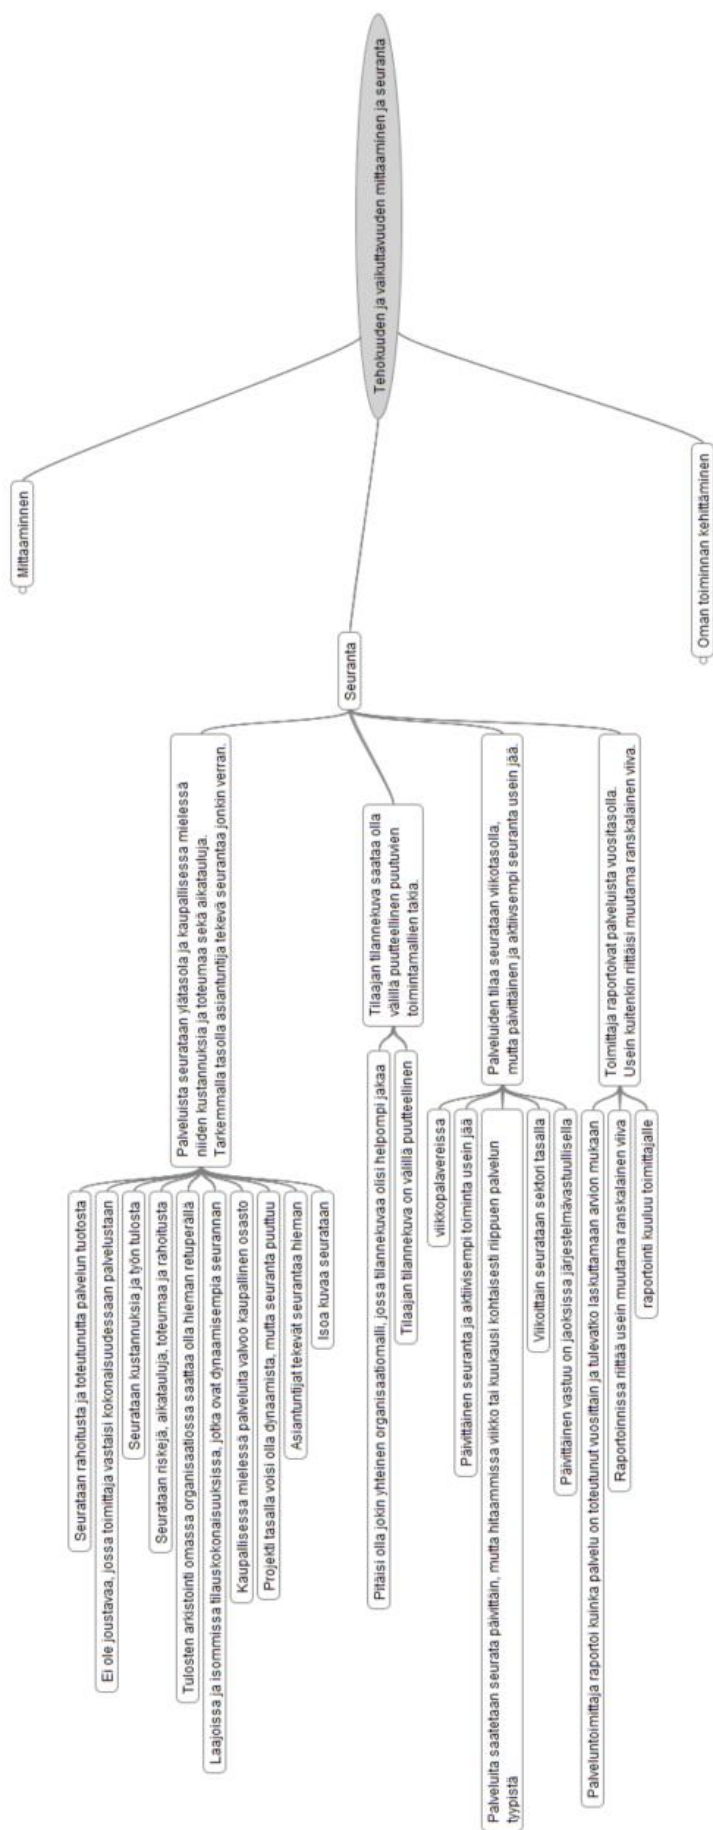 Tehokuuden ja vaikuttavuuden mittaaminen ja seuranta
Mittaaminnen
Seuranta
Palveluista seurataan ylätasola ja kaupallisessa mielessä
niiden kustannuksia ja toteumaa sekä aikatauluja.
Tarkemmalla tasolla asiantuntija tekevä seurantaa jonkin verran.
Seurataan rahoitusta ja toteutunutta palvelun tuotosta
Ei ole joustavaa, jossa toimittaja vastaisi kokonaisuudessaan palvelustaan
Seurataan kustannuksia ja työn tulosta
Seurataan riskejä, aikatauluja, toteumaa ja rahoitusta
Tulosten arkistointi omassa organisaatiossa saattaa olla hieman retuperällä
Laajoissa ja isommissa tilauskokonaisuuksissa, jotka ovat dynaamisempia seurannan
Kaupallisessa mielessä palveluita valvoo kaupallinen osasto
Projekti tasalla voisi olla dynaamista, mutta seuranta puuttuu
Asiantuntijat tekevät seurantaa hieman
Isoa kuvaa seurataan
Tilaajan tilannekuva saataa olla
välillä puutteellinen puutuvien
toimintamallien takia.
Pitäisi olla jokin yhteinen organisaatiomalli, jossa tilannekuvaa olisi helpompi jakaa
Tilaajan tilannekuva on välillä puutteellinen
Palveluiden tilaa seurataan viikotasolla,
mutta päivittäinen ja aktiivsempi seuranta usein jää.
viikkopalavereissa
Päivittäinen seuranta ja aktiivisempi toiminta usein jää
Palveluita saatetaan seurata päivittäin, mutta hitaammissa viikko tai kuukausi kohtaisesti riippuen palvelun
tyypistä
Viikoittain seurataan sektori tasalla
Päivittäinen vastuu on jaoksissa järjestelmävastuullisella
Toimittaja raportoivat palveluista vuositasolla.
Usein kuitenkin riittäisi muutama ranskalainen viiva.
Palveluntoimittaja raportoi kuinka palvelu on toteutunut vuosittain ja tulevatko laskuttamaan arvion mukaan
Raportoinnissa riittää usein muutama ranskalainen viiva
raportointi kuuluu toimittajalle
Oman toiminnan kehittäminen